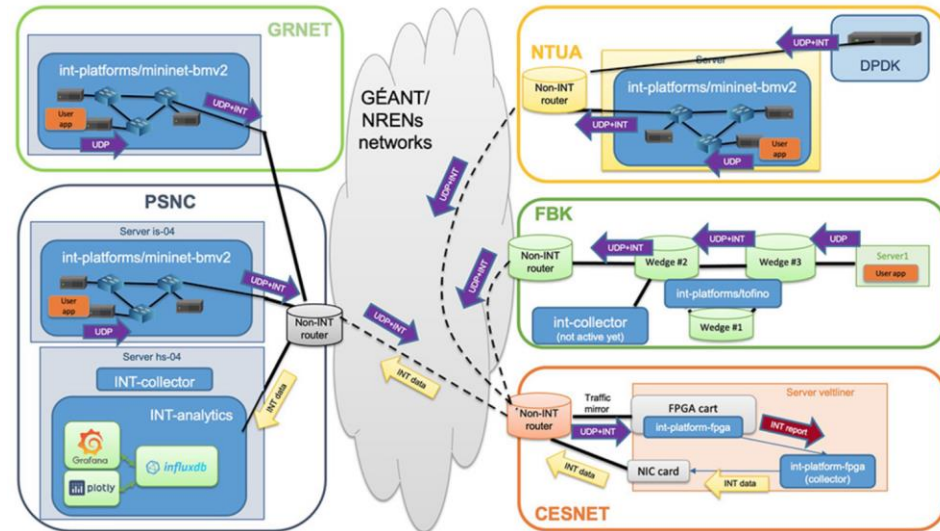 GRNET
int-platforms/mininet-bmv2
User
app
UDP
UDP+INT
PSNC
Server is-04
int-platforms/mininet-bmv2
User
app
UDP
UDP+INT
Non-INT
router
Server hs-04
INT-collector
INT-analytics
INT data
Grafana
influxdb
plotly
GÉANT/
NRENs
networks
UDP+INT
UDP+INT
UDP+INT
INT data
NTUA
UDP+INT
DPDK
Non-INT
router
Server
int-platforms/mininet-bmv2
UDP+INT
UDP
User
app
FBK
UDP+INT
UDP+INT
UDP
Non-INT
router
Wedge #2
Wedge #3
Server1
User app
int-platforms/tofino
int-collector
(not active yet)
Wedge #1
Non-INT
router
Traffic
mirror
UDP+INT
Server veltliner
FPGA cart
int-platform-fpga
INT report
INT data
NIC card
INT data
int-platform-fpga
(collector)
CESNET